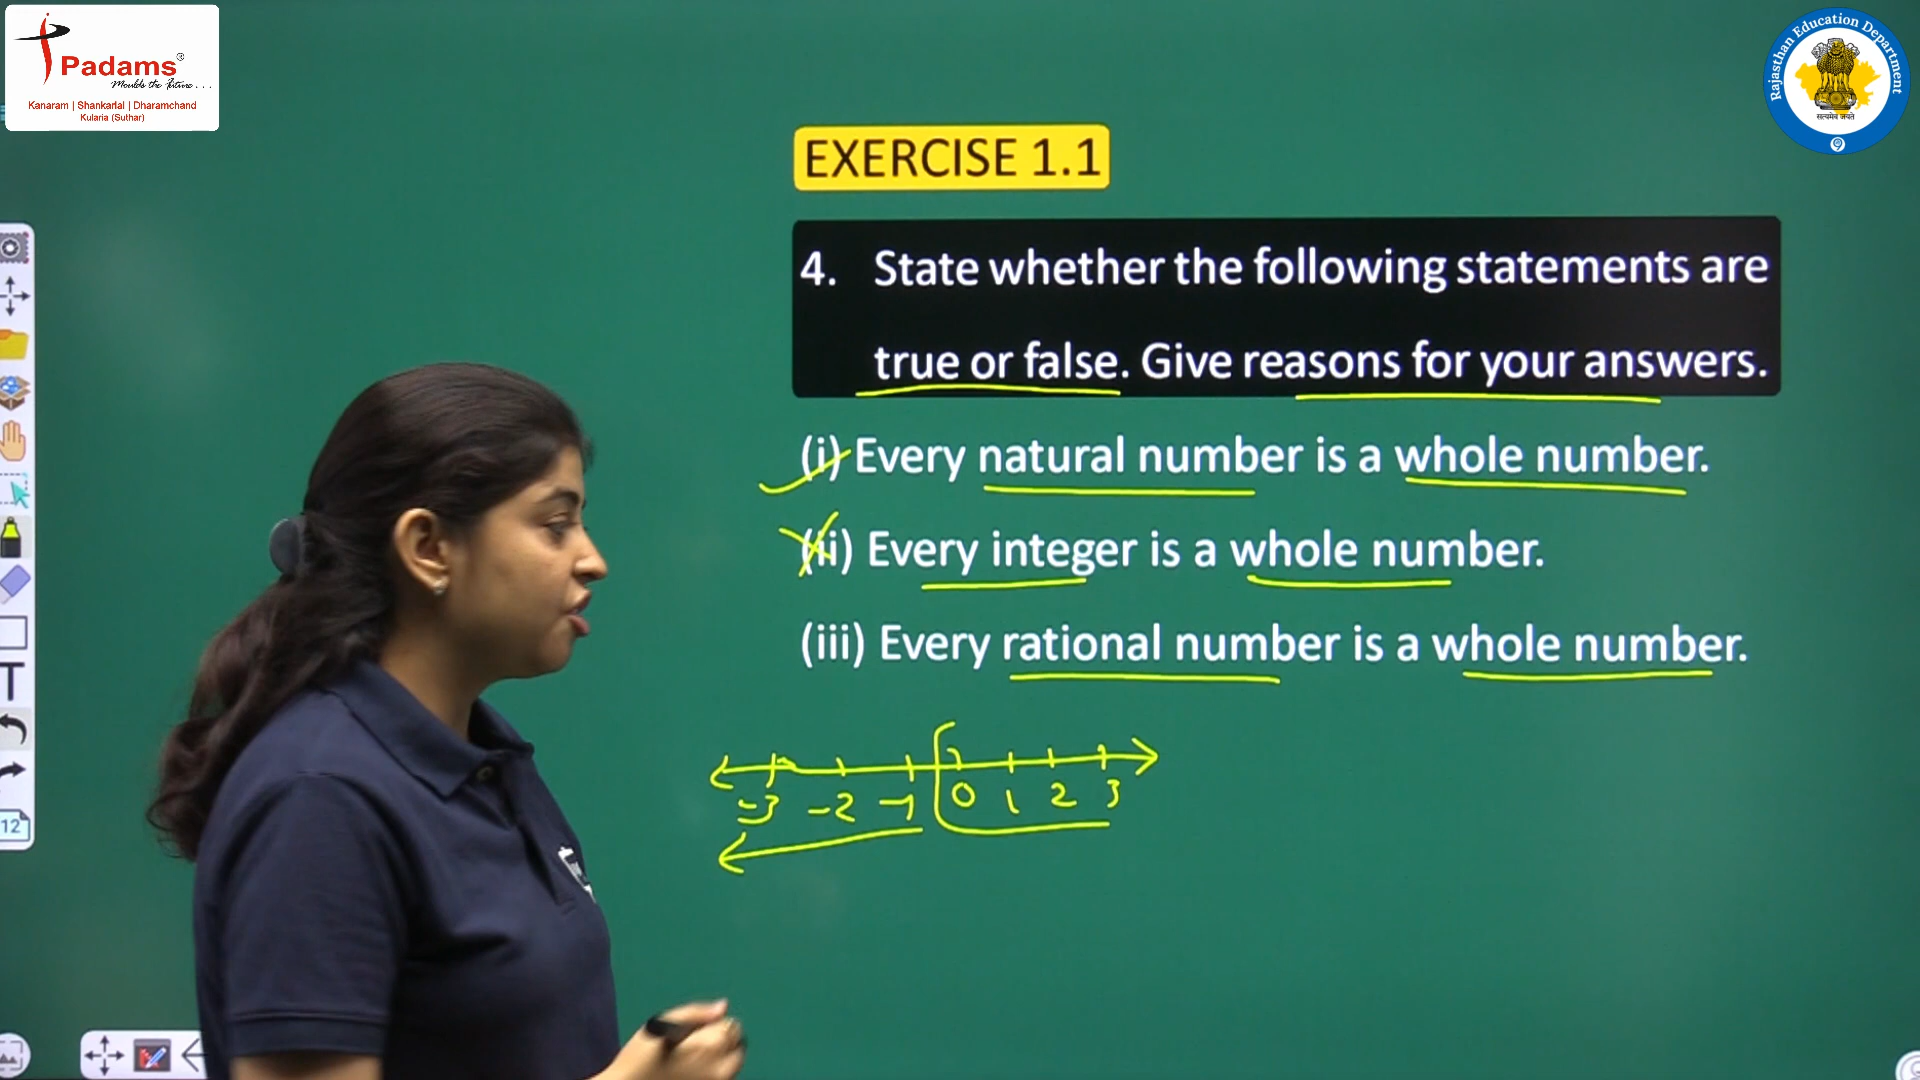 Padams®
Moulds the future...
Kanaram | Shankarlal | Dharamchand
Kularia (Suthar)
Rajasthan Education Department
सत्यमेव जयते
EXERCISE 1.1
4. State whether the following statements are
true or false. Give reasons for your answers.
(i) Every natural number is a whole number.
(ii) Every integer is a whole number.
(iii) Every rational number is a whole number.
-3 -2 -1 0 1 2 3
T
12